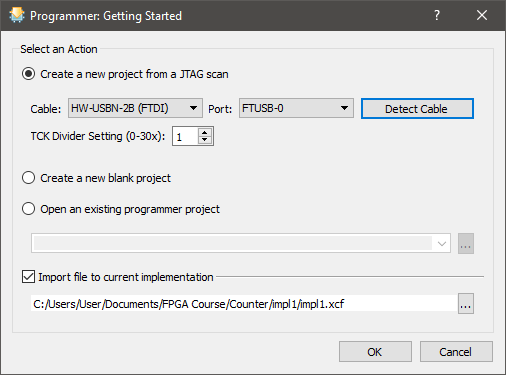 Programmer: Getting Started
Select an Action
Create a new project from a JTAG scan
Cable: HW-USBN-2B (FTDI) Port: FTUSB-0 Detect Cable
TCK Divider Setting (0-30x): 1
Create a new blank project
Open an existing programmer project
...
Import file to current implementation
C:/Users/User/Documents/FPGA Course/Counter/impl1/impl1.xcf ...
OK Cancel